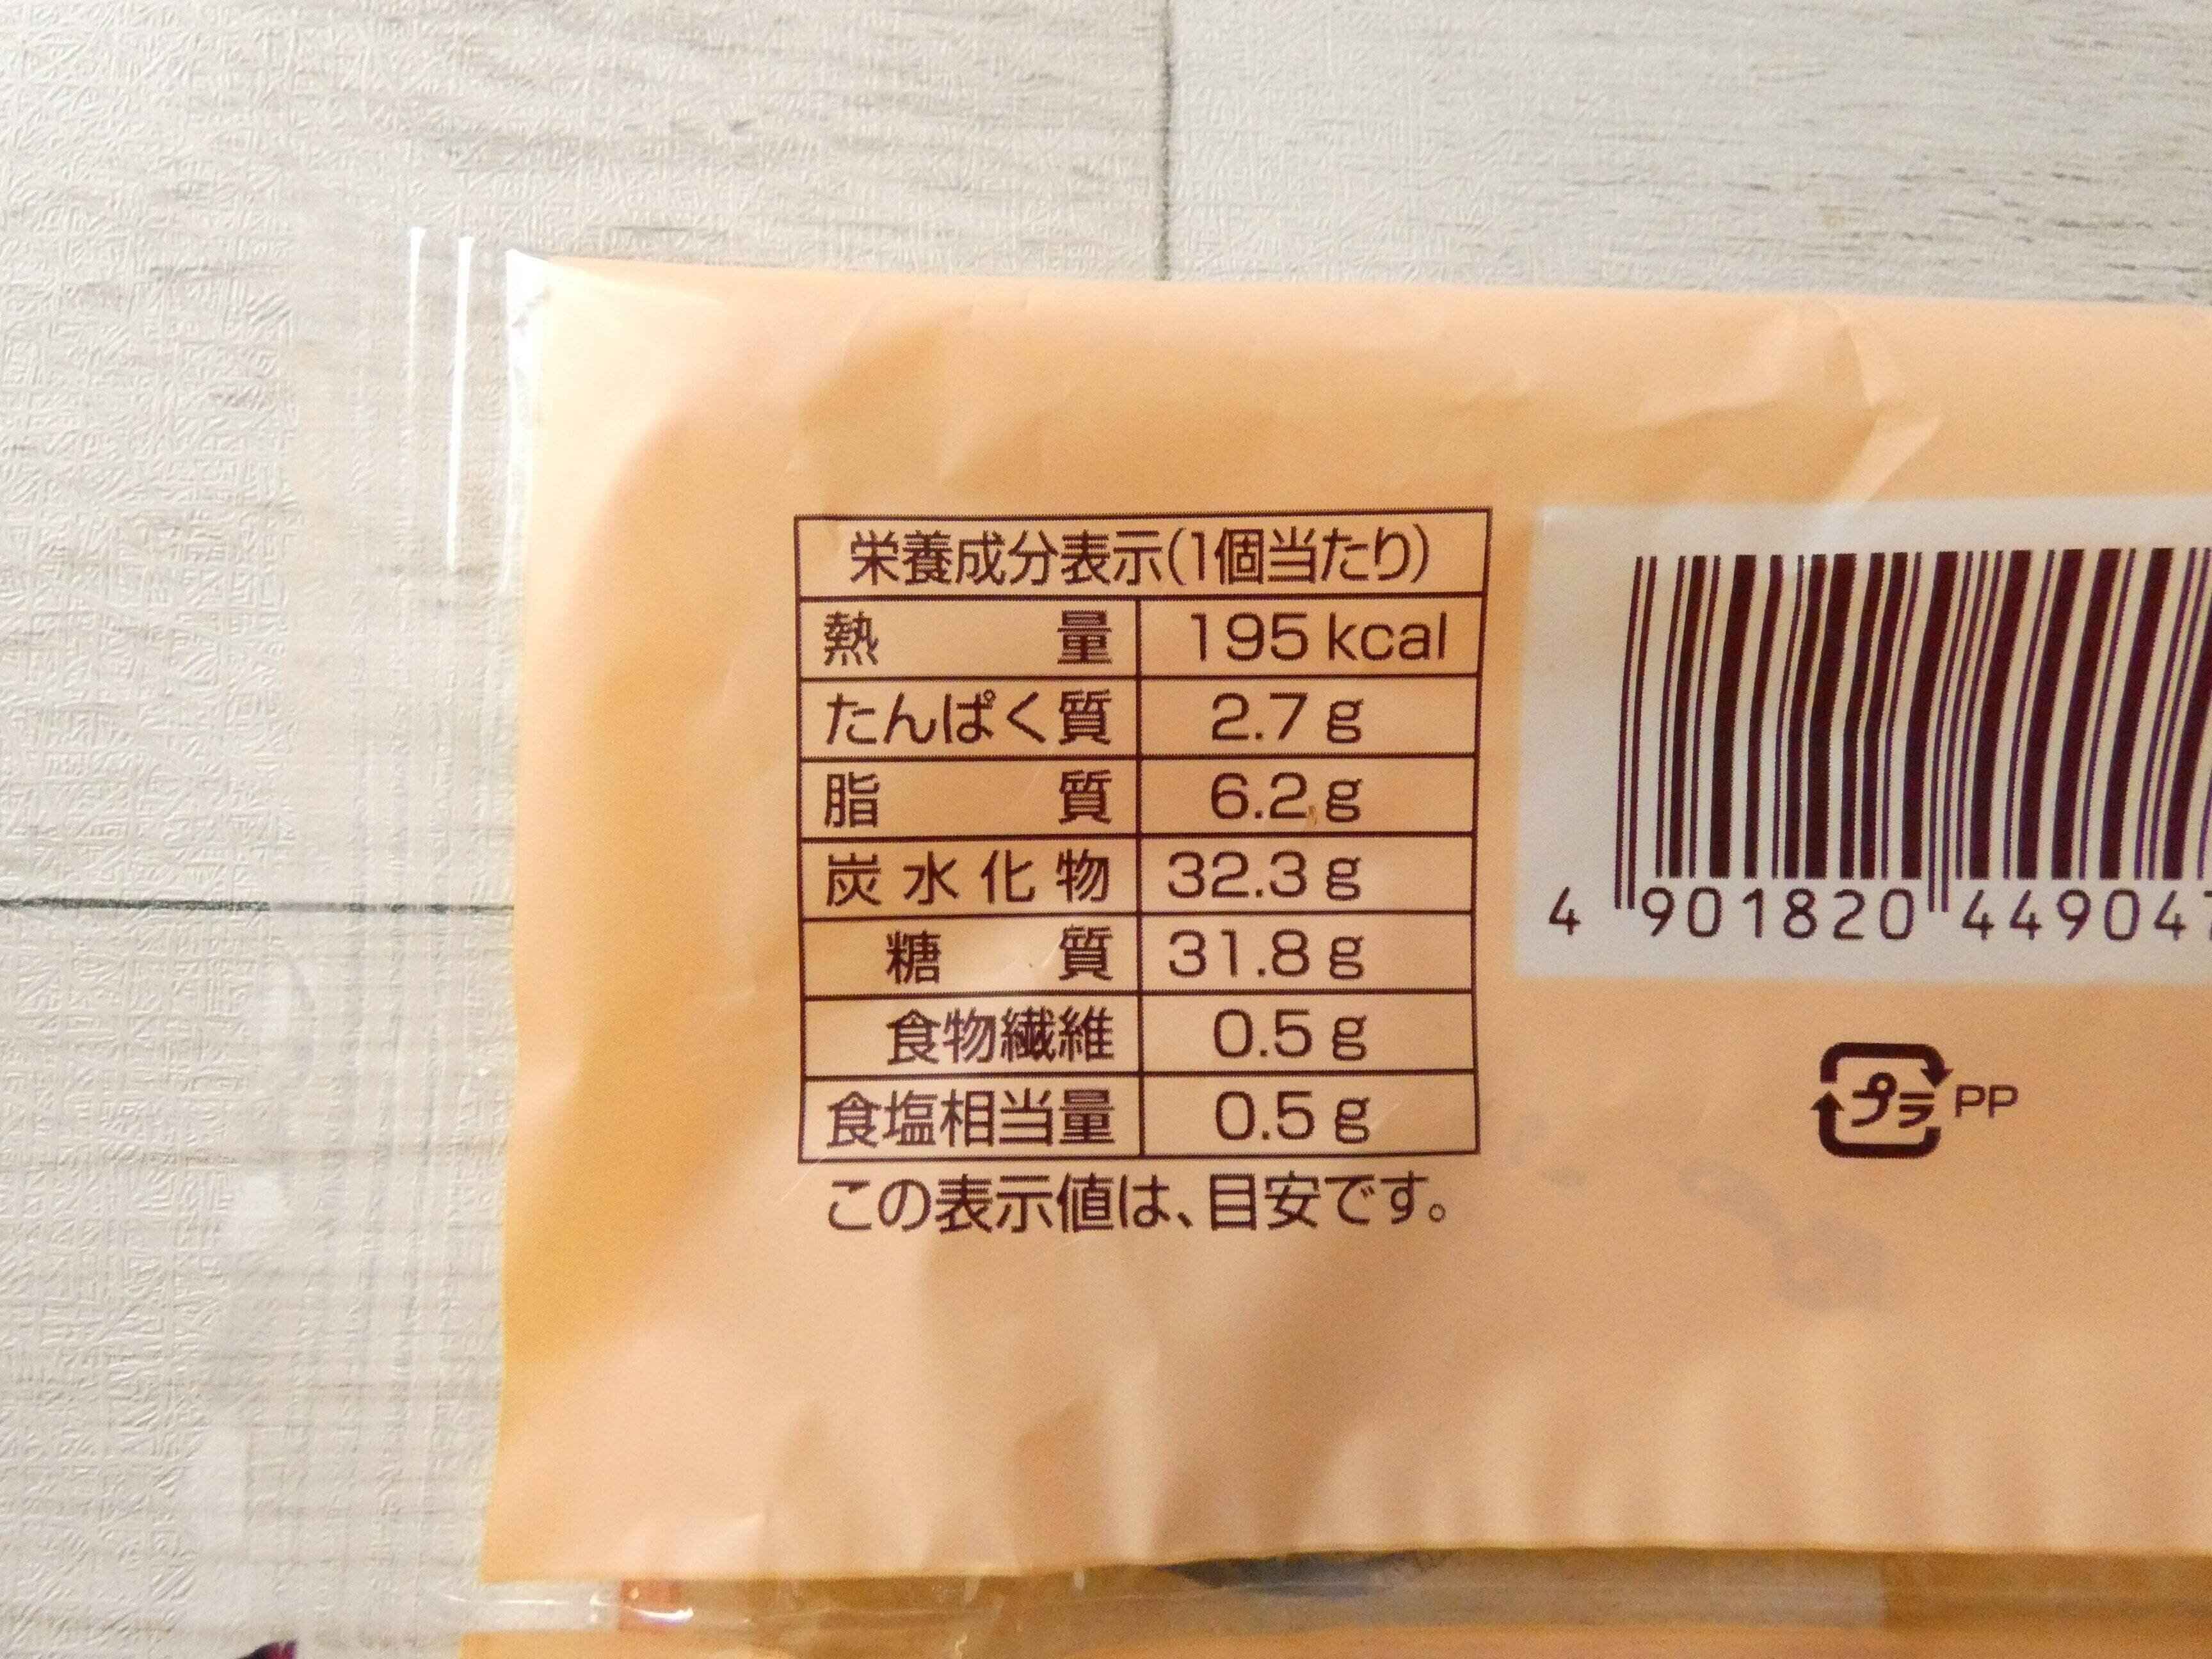 栄養成分表示(1個当たり)
熱量 195 kcal
たんぱく質 2.7 g
脂質 6.2 g
炭水化物 32.3 g
糖質 31.8 g
食物繊維 0.5 g
食塩相当量 0.5 g
この表示値は、目安です。
4 901820 44904
プラ PP